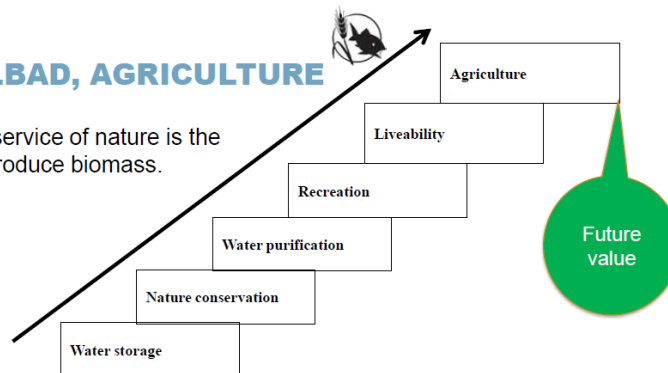 LBAD, AGRICULTURE
service of nature is the
roduce biomass.
Agriculture
Liveability
Recreation
Water purification
Nature conservation
Water storage
Future
value